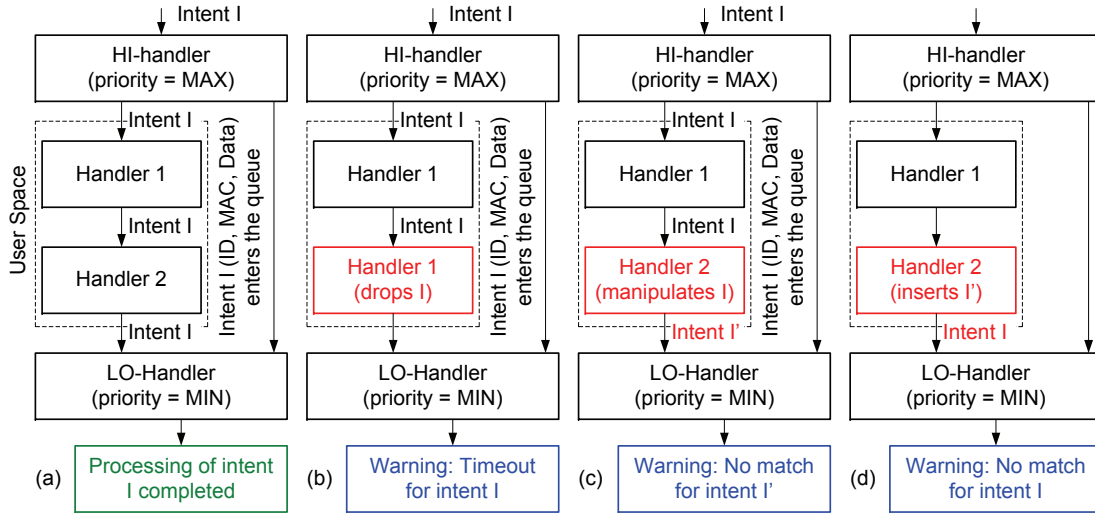 Intent I
HI-handler
(priority = MAX)
Intent I
User Space
Handler 1
Intent I
Handler 2
Intent I
Intent I (ID, MAC, Data)
enters the queue
LO-Handler
(priority = MIN)
(a)
Processing of intent
I completed
Intent I
HI-handler
(priority = MAX)
Intent I
Handler 1
Intent I
Handler 1
(drops I)
Intent I (ID, MAC, Data)
enters the queue
LO-Handler
(priority = MIN)
(b)
Warning: Timeout
for intent I
Intent I
HI-handler
(priority = MAX)
Intent I
Handler 1
Intent I
Handler 2
(manipulates I)
Intent I’
Intent I (ID, MAC, Data)
enters the queue
LO-Handler
(priority = MIN)
(c)
Warning: No match
for intent I’
HI-handler
(priority = MAX)
Handler 1
Handler 2
(inserts I’)
Intent I
LO-Handler
(priority = MIN)
(d)
Warning: No match
for intent I